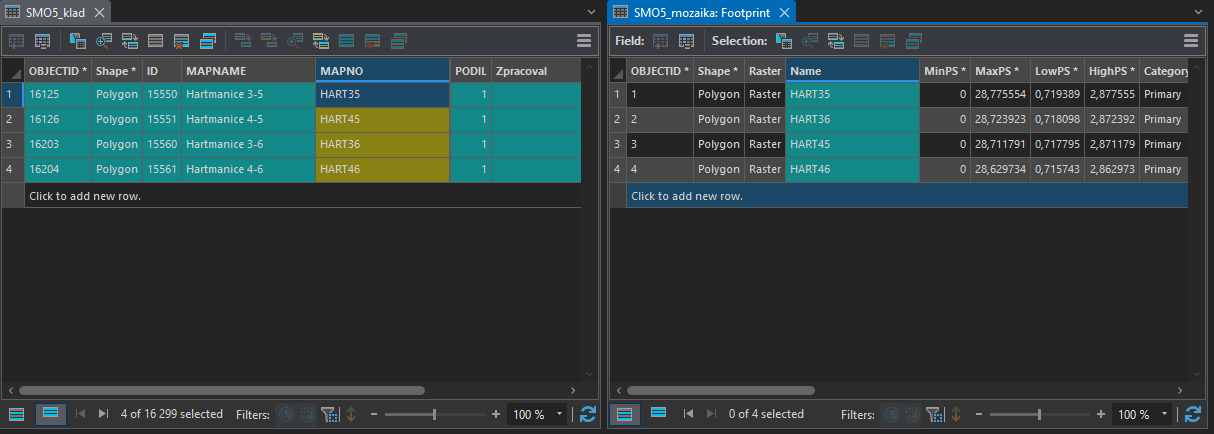 SMO5_klad
OBJECTID * Shape * ID MAPNAME MAPNO PODIL Zpracoval
1 16125 Polygon 15550 Hartmanice 3-5 HART35 1
2 16126 Polygon 15551 Hartmanice 4-5 HART45 1
3 16203 Polygon 15560 Hartmanice 3-6 HART36 1
4 16204 Polygon 15561 Hartmanice 4-6 HART46 1
Click to add new row.
4 of 16 299 selected Filters: 100 %
SMO5_mozaika: Footprint
Field: Selection:
OBJECTID * Shape * Raster Name MinPS * MaxPS * LowPS * HighPS * Category
1 1 Polygon Raster HART35 0 28,775554 0,719389 2,877555 Primary
2 2 Polygon Raster HART36 0 28,723923 0,718098 2,872392 Primary
3 3 Polygon Raster HART45 0 28,711791 0,717795 2,871179 Primary
4 4 Polygon Raster HART46 0 28,629734 0,715743 2,862973 Primary
Click to add new row.
0 of 4 selected Filters: 100 %